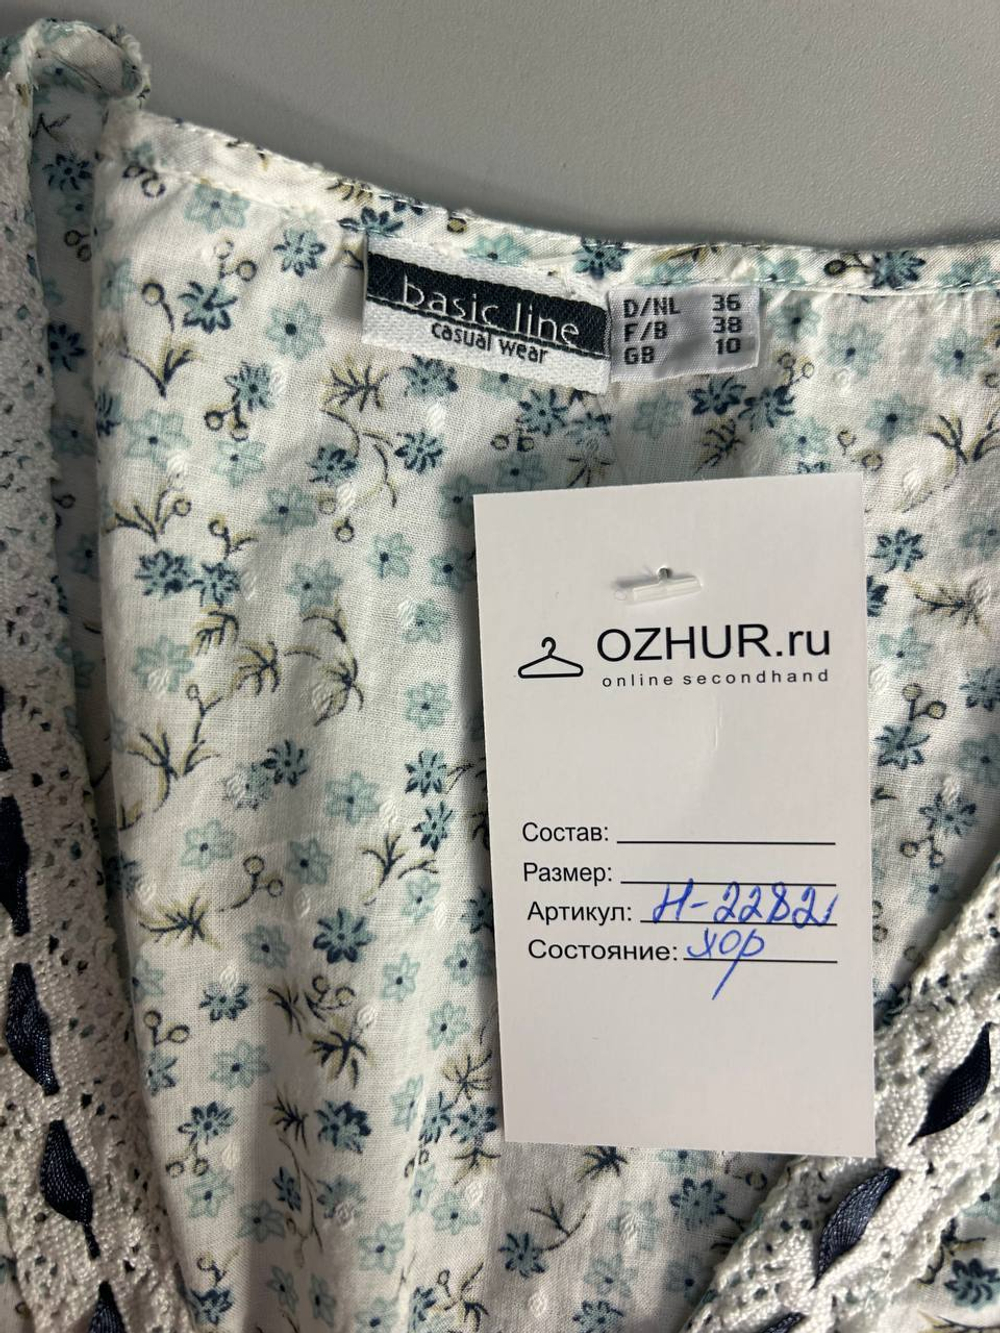 basic line
casual wear
D/NL 36
F/B 38
GB 10
OZHUR.ru
online secondhand
Состав:
Размер:
Артикул: Н-22821
Состояние: хор